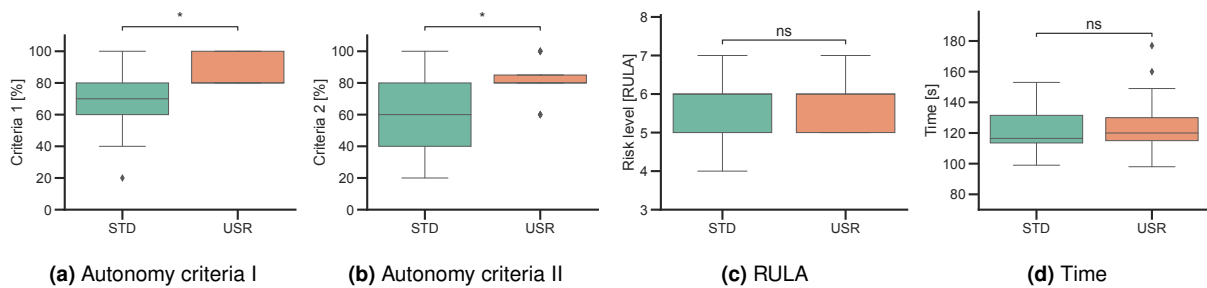 *
Criteria 1 [%]
100
80
60
40
20
0
STD
USR
(a) Autonomy criteria I
*
Criteria 2 [%]
100
80
60
40
20
0
STD
USR
(b) Autonomy criteria II
ns
Risk level [RULA]
8
7
6
5
4
3
STD
USR
(c) RULA
ns
Time [s]
180
160
140
120
100
80
STD
USR
(d) Time